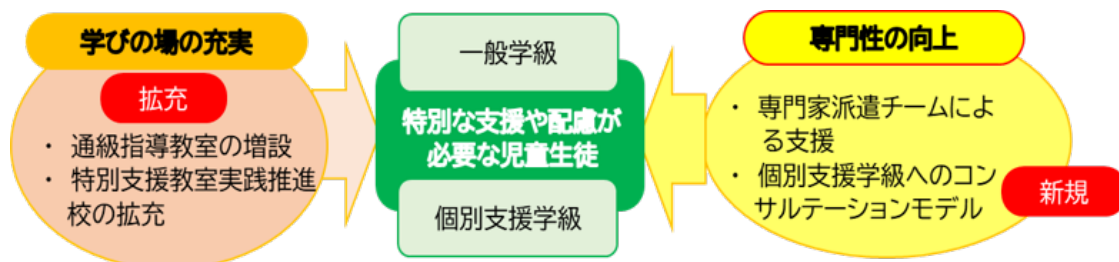 学びの場の充実
拡充
・ 通級指導教室の増設
・ 特別支援教室実践推進
校の拡充
一般学級
特別な支援や配慮が
必要な児童生徒
個別支援学級
専門性の向上
・ 専門家派遣チームによ
る支援
・ 個別支援学級へのコン
サルテーションモデル
新規